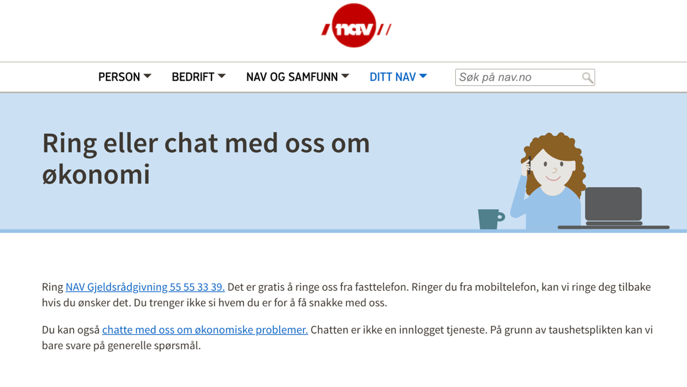 nav
PERSON BEDRIFT NAV OG SAMFUNN DITT NAV Søk på nav.no
Ring eller chat med oss om
økonomi
Ring NAV Gjeldsrådgivning 55 55 33 39. Det er gratis å ringe oss fra fasttelefon. Ringer du fra mobiltelefon, kan vi ringe deg tilbake
hvis du ønsker det. Du trenger ikke si hvem du er for å få snakke med oss.
Du kan også chatte med oss om økonomiske problemer. Chatten er ikke en innlogget tjeneste. På grunn av taushetsplikten kan vi
bare svare på generelle spørsmål.